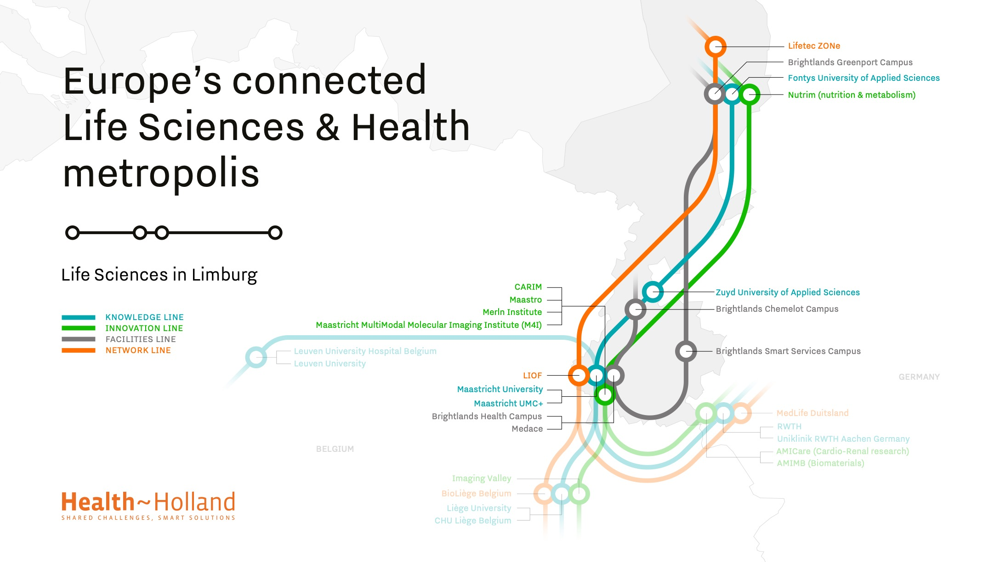 Europe’s connected
Life Sciences & Health
metropolis
Life Sciences in Limburg
KNOWLEDGE LINE
INNOVATION LINE
FACILITIES LINE
NETWORK LINE
Health~Holland
SHARED CHALLENGES, SMART SOLUTIONS
Lifetec ZONe
Brightlands Greenport Campus
Fontys University of Applied Sciences
Nutrim (nutrition & metabolism)
CARIM
Maastro
Merln Institute
Maastricht MultiModal Molecular Imaging Institute (M4I)
Zuyd University of Applied Sciences
Brightlands Chemelot Campus
Brightlands Smart Services Campus
Leuven University Hospital Belgium
Leuven University
LIOF
Maastricht University
Maastricht UMC+
Brightlands Health Campus
Medace
GERMANY
BELGIUM
MedLife Duitsland
RWTH
Uniklinik RWTH Aachen Germany
AMICare (Cardio-Renal research)
AMIMB (Biomaterials)
Imaging Valley
BioLiège Belgium
Liège University
CHU Liège Belgium